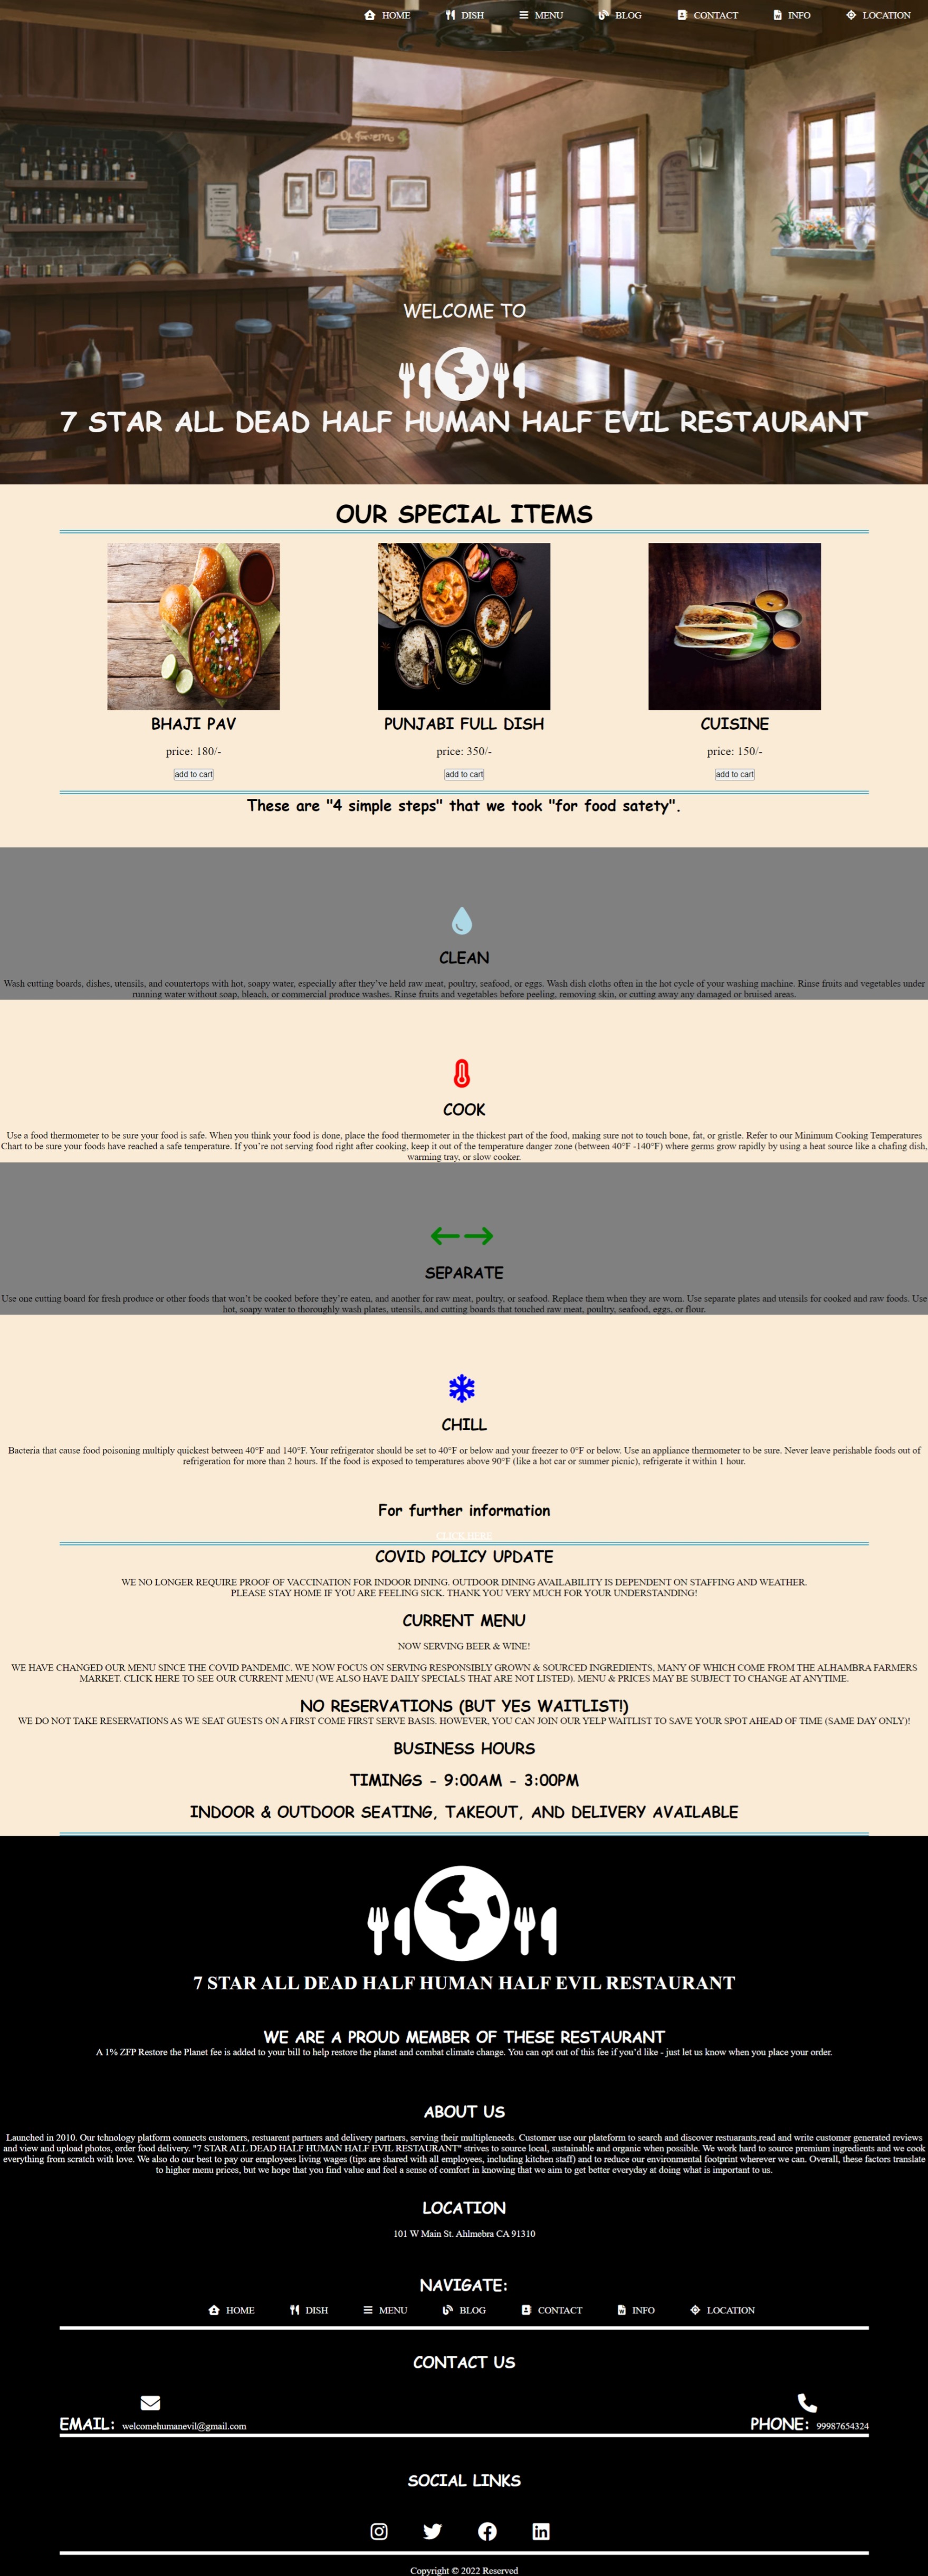 HOME DISH MENU BLOG CONTACT INFO LOCATION
Of Tavern
WELCOME TO
7 STAR ALL DEAD HALF HUMAN HALF EVIL RESTAURANT
OUR SPECIAL ITEMS
BHAJI PAV PUNJABI FULL DISH CUISINE
price: 180/- price: 350/- price: 150/-
add to cart add to cart add to cart
These are "4 simple steps" that we took "for food satety".
CLEAN
Wash cutting boards, dishes, utensils, and countertops with hot, soapy water, especially after they've held raw meat, poultry, seafood, or eggs. Wash dish cloths often in the hot cycle of your washing machine. Rinse fruits and vegetables under
running water without soap, bleach, or commercial produce washes. Rinse fruits and vegetables before peeling, removing skin, or cutting away any damaged or bruised areas.
COOK
Use a food thermometer to be sure your food is safe. When you think your food is done, place the food thermometer in the thickest part of the food, making sure not to touch bone, fat, or gristle. Refer to our Minimum Cooking Temperatures
Chart to be sure your foods have reached a safe temperature. If you're not serving food right after cooking, keep it out of the temperature danger zone (between 40°F -140°F) where germs grow rapidly by using a heat source like a chafing dish,
warming tray, or slow cooker.
SEPARATE
Use one cutting board for fresh produce or other foods that won't be cooked before they're eaten, and another for raw meat, poultry, or seafood. Replace them when they are worn. Use separate plates and utensils for cooked and raw foods. Use
hot, soapy water to thoroughly wash plates, utensils, and cutting boards that touched raw meat, poultry, seafood, eggs, or flour.
CHILL
Bacteria that cause food poisoning multiply quickest between 40°F and 140°F. Your refrigerator should be set to 40°F or below and your freezer to 0°F or below. Use an appliance thermometer to be sure. Never leave perishable foods out of
refrigeration for more than 2 hours. If the food is exposed to temperatures above 90°F (like a hot car or summer picnic), refrigerate it within 1 hour.
For further information
CLICK HERE
COVID POLICY UPDATE
WE NO LONGER REQUIRE PROOF OF VACCINATION FOR INDOOR DINING. OUTDOOR DINING AVAILABILITY IS DEPENDENT ON STAFFING AND WEATHER.
PLEASE STAY HOME IF YOU ARE FEELING SICK. THANK YOU VERY MUCH FOR YOUR UNDERSTANDING!
CURRENT MENU
NOW SERVING BEER & WINE!
WE HAVE CHANGED OUR MENU SINCE THE COVID PANDEMIC. WE NOW FOCUS ON SERVING RESPONSIBLY GROWN & SOURCED INGREDIENTS, MANY OF WHICH COME FROM THE ALHAMBRA FARMERS
MARKET. CLICK HERE TO SEE OUR CURRENT MENU (WE ALSO HAVE DAILY SPECIALS THAT ARE NOT LISTED). MENU & PRICES MAY BE SUBJECT TO CHANGE AT ANYTIME.
NO RESERVATIONS (BUT YES WAITLIST!)
WE DO NOT TAKE RESERVATIONS AS WE SEAT GUESTS ON A FIRST COME FIRST SERVE BASIS. HOWEVER, YOU CAN JOIN OUR YELP WAITLIST TO SAVE YOUR SPOT AHEAD OF TIME (SAME DAY ONLY)!
BUSINESS HOURS
TIMINGS - 9:00AM - 3:00PM
INDOOR & OUTDOOR SEATING, TAKEOUT, AND DELIVERY AVAILABLE
7 STAR ALL DEAD HALF HUMAN HALF EVIL RESTAURANT
WE ARE A PROUD MEMBER OF THESE RESTAURANT
A 1% ZFP Restore the Planet fee is added to your bill to help restore the planet and combat climate change. You can opt out of this fee if you'd like - just let us know when you place your order.
ABOUT US
Launched in 2010. Our tchnology platform connects customers, restuarent partners and delivery partners, serving their multipleneeds. Customer use our plateform to search and discover restuarants,read and write customer generated reviews
and view and upload photos, order food delivery. "7 STAR ALL DEAD HALF HUMAN HALF EVIL RESTAURANT" strives to source local, sustainable and organic when possible. We work hard to source premium ingredients and we cook
everything from scratch with love. We also do our best to pay our employees living wages (tips are shared with all employees, including kitchen staff) and to reduce our environmental footprint wherever we can. Overall, these factors translate
to higher menu prices, but we hope that you find value and feel a sense of comfort in knowing that we aim to get better everyday at doing what is important to us.
LOCATION
101 W Main St. Ahlmebra CA 91310
NAVIGATE:
HOME DISH MENU BLOG CONTACT INFO LOCATION
CONTACT US
EMAIL: welcomehumanevil@gmail.com PHONE: 99987654324
SOCIAL LINKS
Copyright © 2022 Reserved